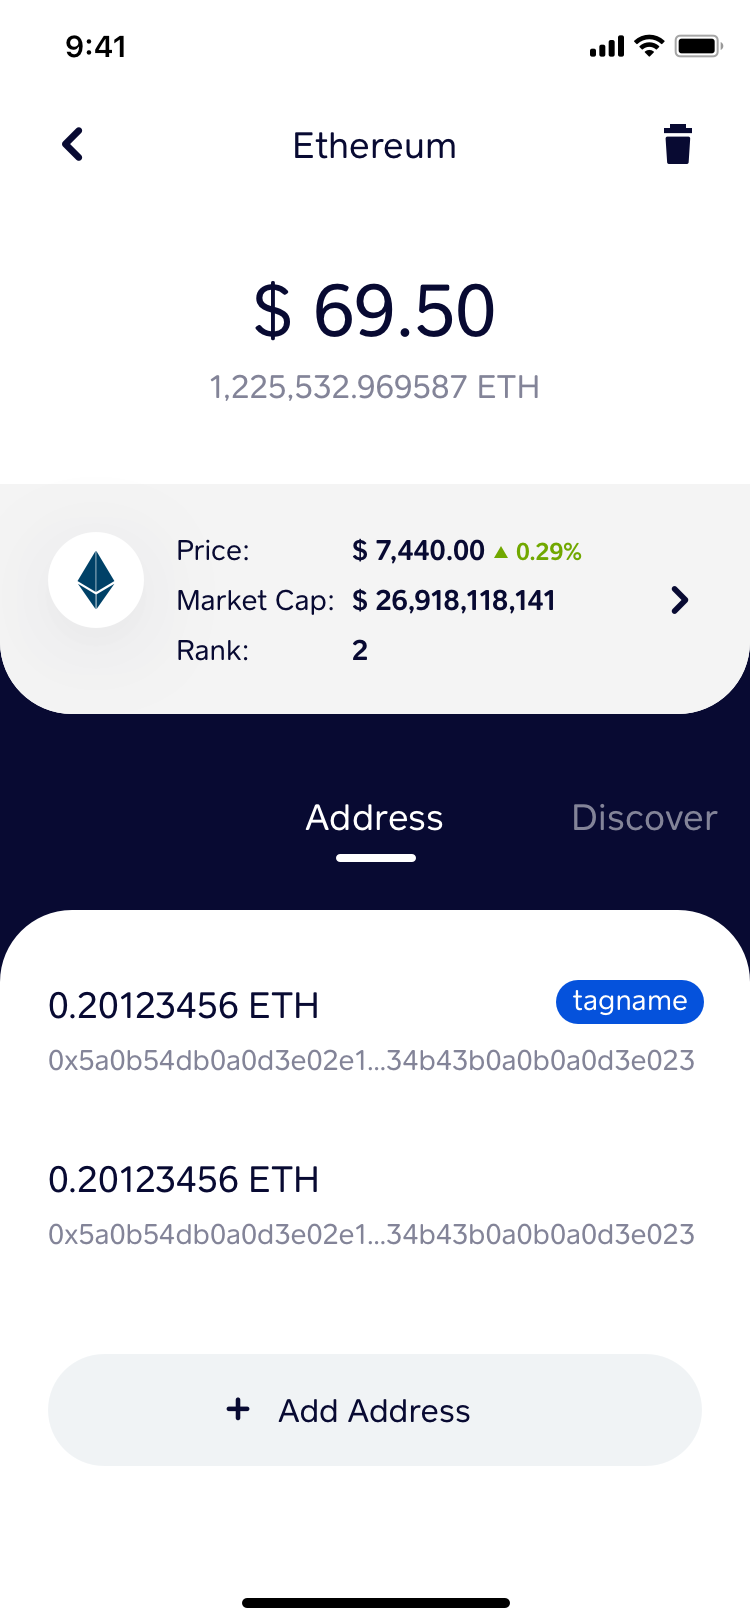 9:41
Ethereum
$ 69.50
1,225,532.969587 ETH
Price: $ 7,440.00 ▲ 0.29%
Market Cap: $ 26,918,118,141
Rank: 2
Address Discover
0.20123456 ETH tagname
0x5a0b54db0a0d3e02e1...34b43b0a0b0a0d3e023
0.20123456 ETH
0x5a0b54db0a0d3e02e1...34b43b0a0b0a0d3e023
+ Add Address